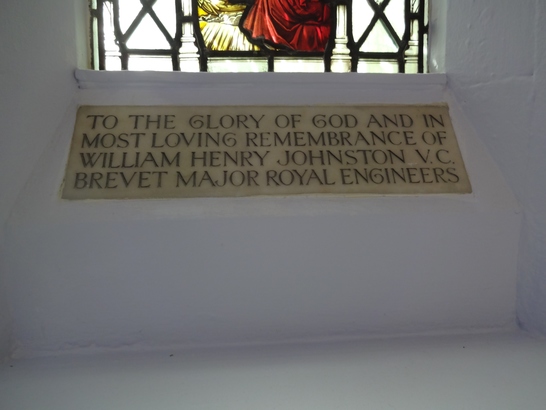 TO THE GLORY OF GOD AND IN
MOST LOVING REMEMBRANCE OF
WILLIAM HENRY JOHNSTON V.C.
BREVET MAJOR ROYAL ENGINEERS